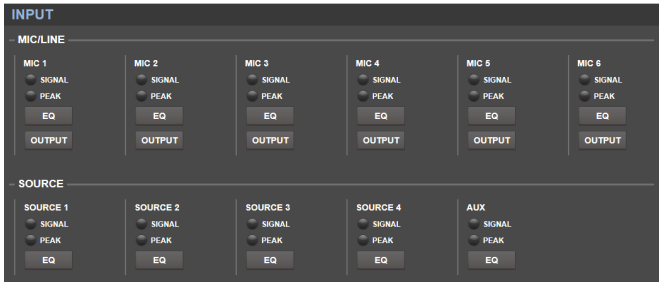 INPUT
MIC/LINE
MIC 1 MIC 2 MIC 3 MIC 4 MIC 5 MIC 6
SIGNAL SIGNAL SIGNAL SIGNAL SIGNAL SIGNAL
PEAK PEAK PEAK PEAK PEAK PEAK
EQ EQ EQ EQ EQ EQ
OUTPUT OUTPUT OUTPUT OUTPUT OUTPUT OUTPUT
SOURCE
SOURCE 1 SOURCE 2 SOURCE 3 SOURCE 4 AUX
SIGNAL SIGNAL SIGNAL SIGNAL SIGNAL
PEAK PEAK PEAK PEAK PEAK
EQ EQ EQ EQ EQ